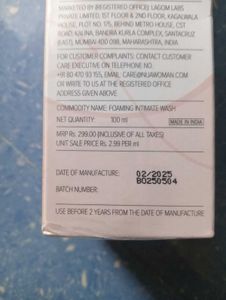 MARKETED BY (REGISTERED OFFICE): LAGOM LABS
PRIVATE LIMITED, 1ST FLOOR & 2ND FLOOR, KAGALWALA
HOUSE, PLOT NO. 175, BEHIND METRO HOUSE, CST
ROAD, KALINA, BANDRA KURLA COMPLEX, SANTACRUZ
(EAST), MUMBAI 400 098, MAHARASHTRA, INDIA
FOR CUSTOMER COMPLAINTS: CONTACT CUSTOMER
CARE EXECUTIVE ON TELEPHONE NO.
+91 80 470 93 155, EMAIL: CARE@NUAWOMAN.COM
OR WRITE TO US AT THE REGISTERED OFFICE
ADDRESS GIVEN ABOVE
COMMODITY NAME: FOAMING INTIMATE WASH
100 ml MADE IN INDIA
MRP Rs. 299.00 (INCLUSIVE OF ALL TAXES)
UNIT SALE PRICE Rs. 2.99 PER ml
DATE OF MANUFACTURE: 02/2025
BATCH NUMBER: BO250504
USE BEFORE 2 YEARS FROM THE DATE OF MANUFACTURE